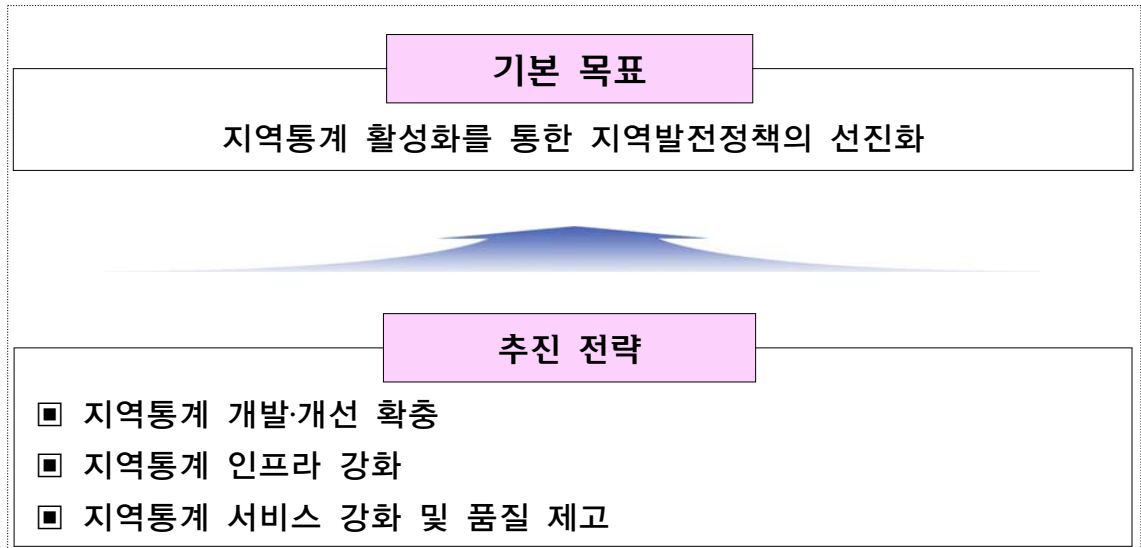 기본 목표
지역통계 활성화를 통한 지역발전정책의 선진화
추진 전략
▣ 지역통계 개발·개선 확충
▣ 지역통계 인프라 강화
▣ 지역통계 서비스 강화 및 품질 제고